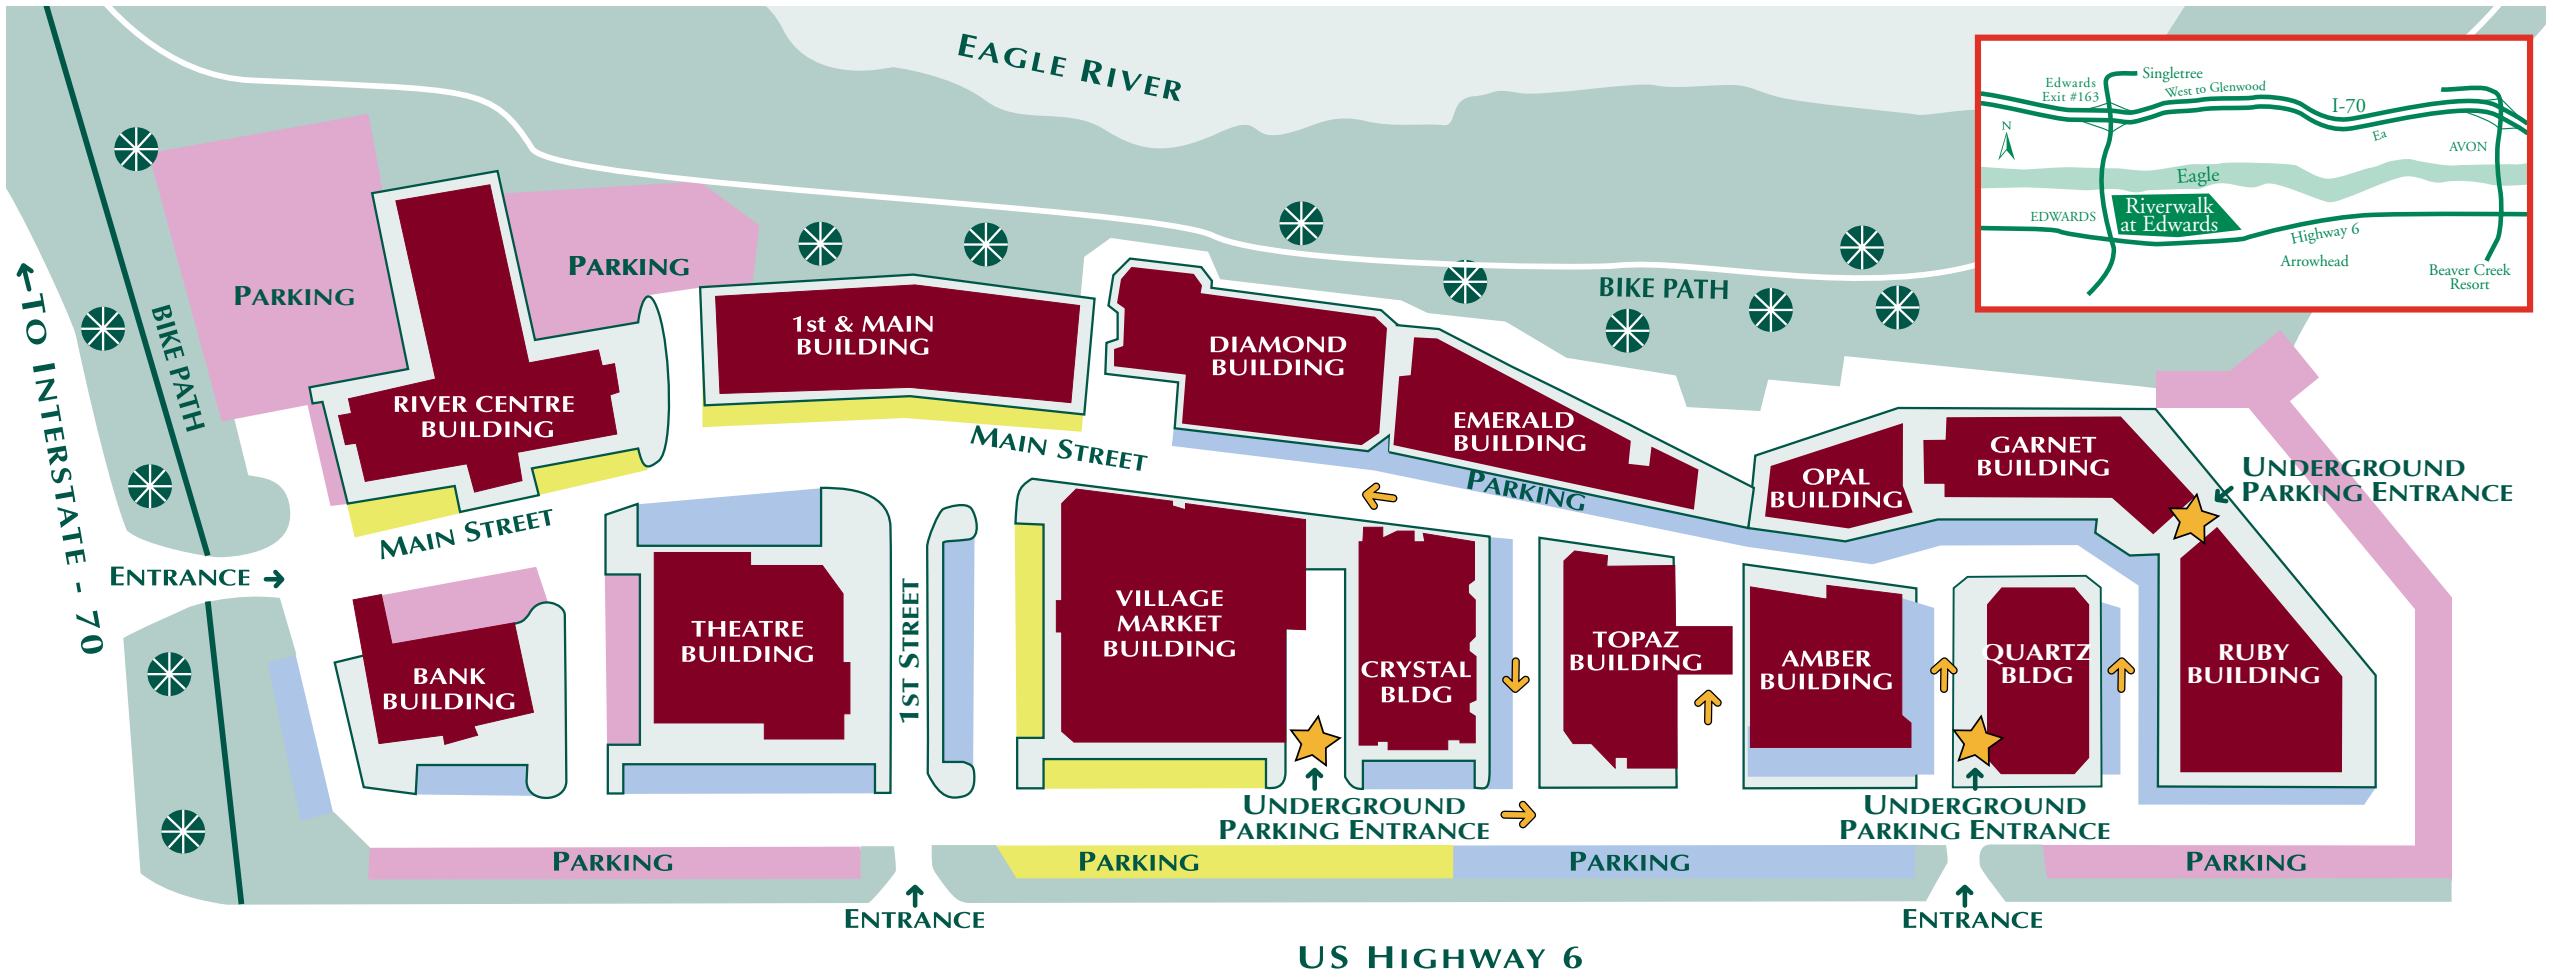 EAGLE RIVER
Singletree
Edwards
Exit #163
West to Glenwood
I-70
Ea
N
AVON
Eagle
Riverwalk
at Edwards
EDWARDS
Highway 6
Arrowhead
Beaver Creek
Resort
PARKING
PARKING
BIKE PATH
BIKE PATH
TO INTERSTATE - 70
1st & MAIN
BUILDING
DIAMOND
BUILDING
RIVER CENTRE
BUILDING
EMERALD
BUILDING
OPAL
BUILDING
GARNET
BUILDING
UNDERGROUND
PARKING ENTRANCE
MAIN STREET
MAIN STREET
PARKING
ENTRANCE
BANK
BUILDING
THEATRE
BUILDING
1ST STREET
VILLAGE
MARKET
BUILDING
CRYSTAL
BLDG
TOPAZ
BUILDING
AMBER
BUILDING
QUARTZ
BLDG
RUBY
BUILDING
UNDERGROUND
PARKING ENTRANCE
UNDERGROUND
PARKING ENTRANCE
PARKING
PARKING
PARKING
PARKING
ENTRANCE
ENTRANCE
US HIGHWAY 6